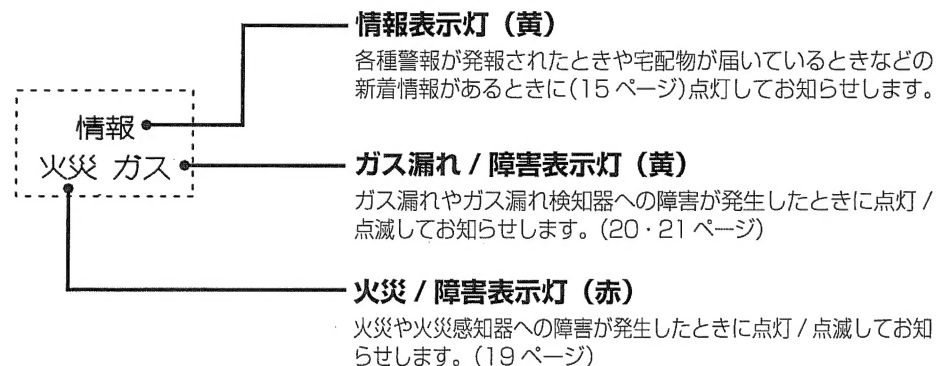 情報表示灯（黄）
各種警報が発報されたときや宅配物が届いているときなどの
新着情報があるときに(15 ページ)点灯してお知らせします。
情報
火災 ガス
ガス漏れ / 障害表示灯（黄）
ガス漏れやガス漏れ検知器への障害が発生したときに点灯 /
点滅してお知らせします。(20・21 ページ)
火災 / 障害表示灯（赤）
火災や火災感知器への障害が発生したときに点灯 / 点滅してお知
らせします。(19 ページ)